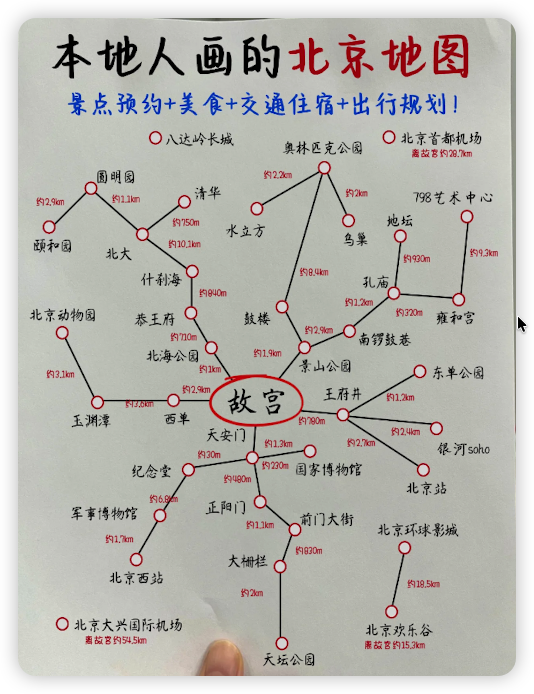 本地人画的北京地图
景点预约+美食+交通住宿+出行规划!
八达岭长城
北京首都机场
离故宫约28.7km
奥林匹克公园
圆明园
约2.2km
约2km
清华
798艺术中心
约2.9km
约1.1km
约750m
水立方
鸟巢
地坛
颐和园
北大
约10.1km
约930m
约9.3km
什刹海
约8.4km
孔庙
约840m
约1.2km
约320m
雍和宫
北京动物园
恭王府
鼓楼
约710m
约2.9km
南锣鼓巷
北海公园
约1.9km
景山公园
约3.1km
约1km
东单公园
约2.9km
故宫
王府井
约1.2km
约3.6km
玉渊潭
西单
约780m
约2.4km
天安门
约1.3km
约2.7km
银河soho
约30m
约230m
国家博物馆
纪念堂
约480m
北京站
约6.8km
正阳门
军事博物馆
约1.1km
前门大街
北京环球影城
约1.7km
大栅栏
约830m
北京西站
约2km
约18.5km
北京大兴国际机场
北京欢乐谷
离故宫约54.5km
离故宫约15.3km
天坛公园